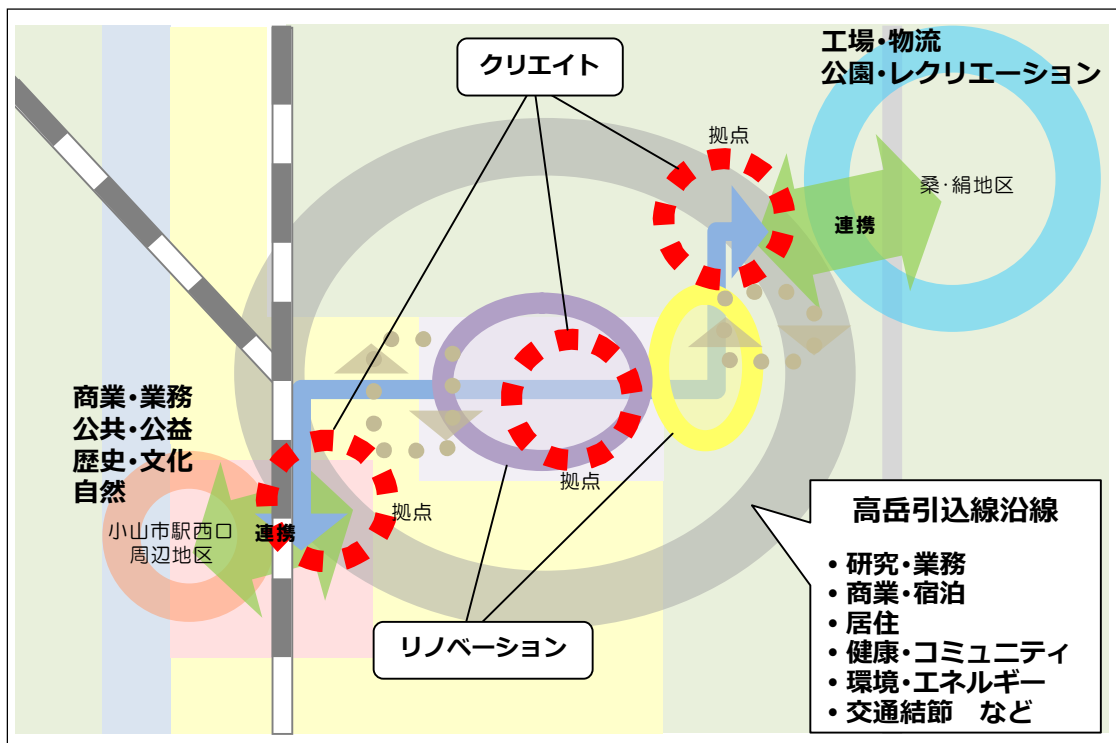 クリエイト
工場・物流
公園・レクリエーション
拠点
桑・絹地区
連携
商業・業務
公共・公益
歴史・文化
自然
小山市駅西口
周辺地区
連携
拠点
拠点
リノベーション
高岳引込線沿線
・研究・業務
・商業・宿泊
・居住
・健康・コミュニティ
・環境・エネルギー
・交通結節　など